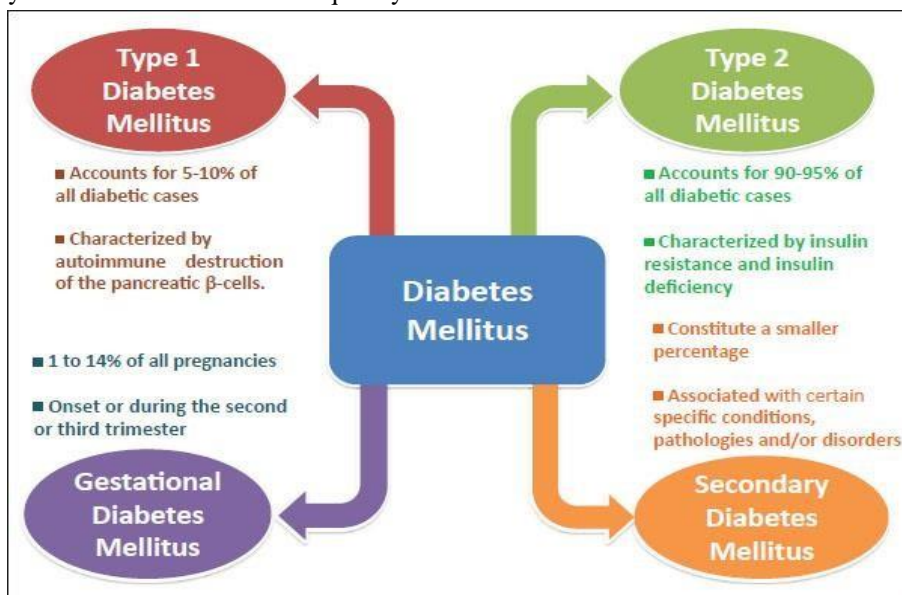 Type 1
Diabetes
Mellitus
■ Accounts for 5-10% of
all diabetic cases
■ Characterized by
autoimmune destruction
of the pancreatic β-cells.
Type 2
Diabetes
Mellitus
■ Accounts for 90-95% of
all diabetic cases
■ Characterized by insulin
resistance and insulin
deficiency
Diabetes
Mellitus
■ 1 to 14% of all pregnancies
■ Onset or during the second
or third trimester
Gestational
Diabetes
Mellitus
■ Constitute a smaller
percentage
■ Associated with certain
specific conditions,
pathologies and/or disorders
Secondary
Diabetes
Mellitus